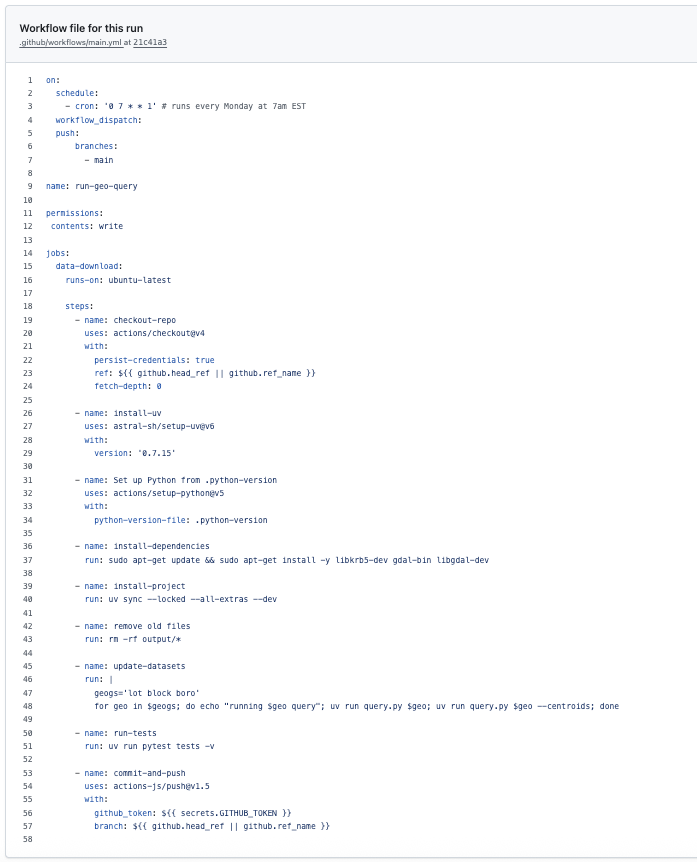 Workflow file for this run
.github/workflows/main.yml at 21c41a3
1 on:
2   schedule:
3     - cron: '0 7 * * 1' # runs every Monday at 7am EST
4   workflow_dispatch:
5   push:
6       branches:
7         - main
8
9 name: run-geo-query
10
11 permissions:
12  contents: write
13
14 jobs:
15   data-download:
16     runs-on: ubuntu-latest
17
18     steps:
19       - name: checkout-repo
20         uses: actions/checkout@v4
21         with:
22           persist-credentials: true
23           ref: ${{ github.head_ref || github.ref_name }}
24           fetch-depth: 0
25
26       - name: install-uv
27         uses: astral-sh/setup-uv@v6
28         with:
29           version: '0.7.15'
30
31       - name: Set up Python from .python-version
32         uses: actions/setup-python@v5
33         with:
34           python-version-file: .python-version
35
36       - name: install-dependencies
37         run: sudo apt-get update && sudo apt-get install -y libkrb5-dev gdal-bin libgdal-dev
38
39       - name: install-project
40         run: uv sync --locked --all-extras --dev
41
42       - name: remove old files
43         run: rm -rf output/*
44
45       - name: update-datasets
46         run: |
47           geogs='lot block boro'
48           for geo in $geogs; do echo "running $geo query"; uv run query.py $geo; uv run query.py $geo --centroids; done
49
50       - name: run-tests
51         run: uv run pytest tests -v
52
53       - name: commit-and-push
54         uses: actions-js/push@v1.5
55         with:
56           github_token: ${{ secrets.GITHUB_TOKEN }}
57           branch: ${{ github.head_ref || github.ref_name }}
58